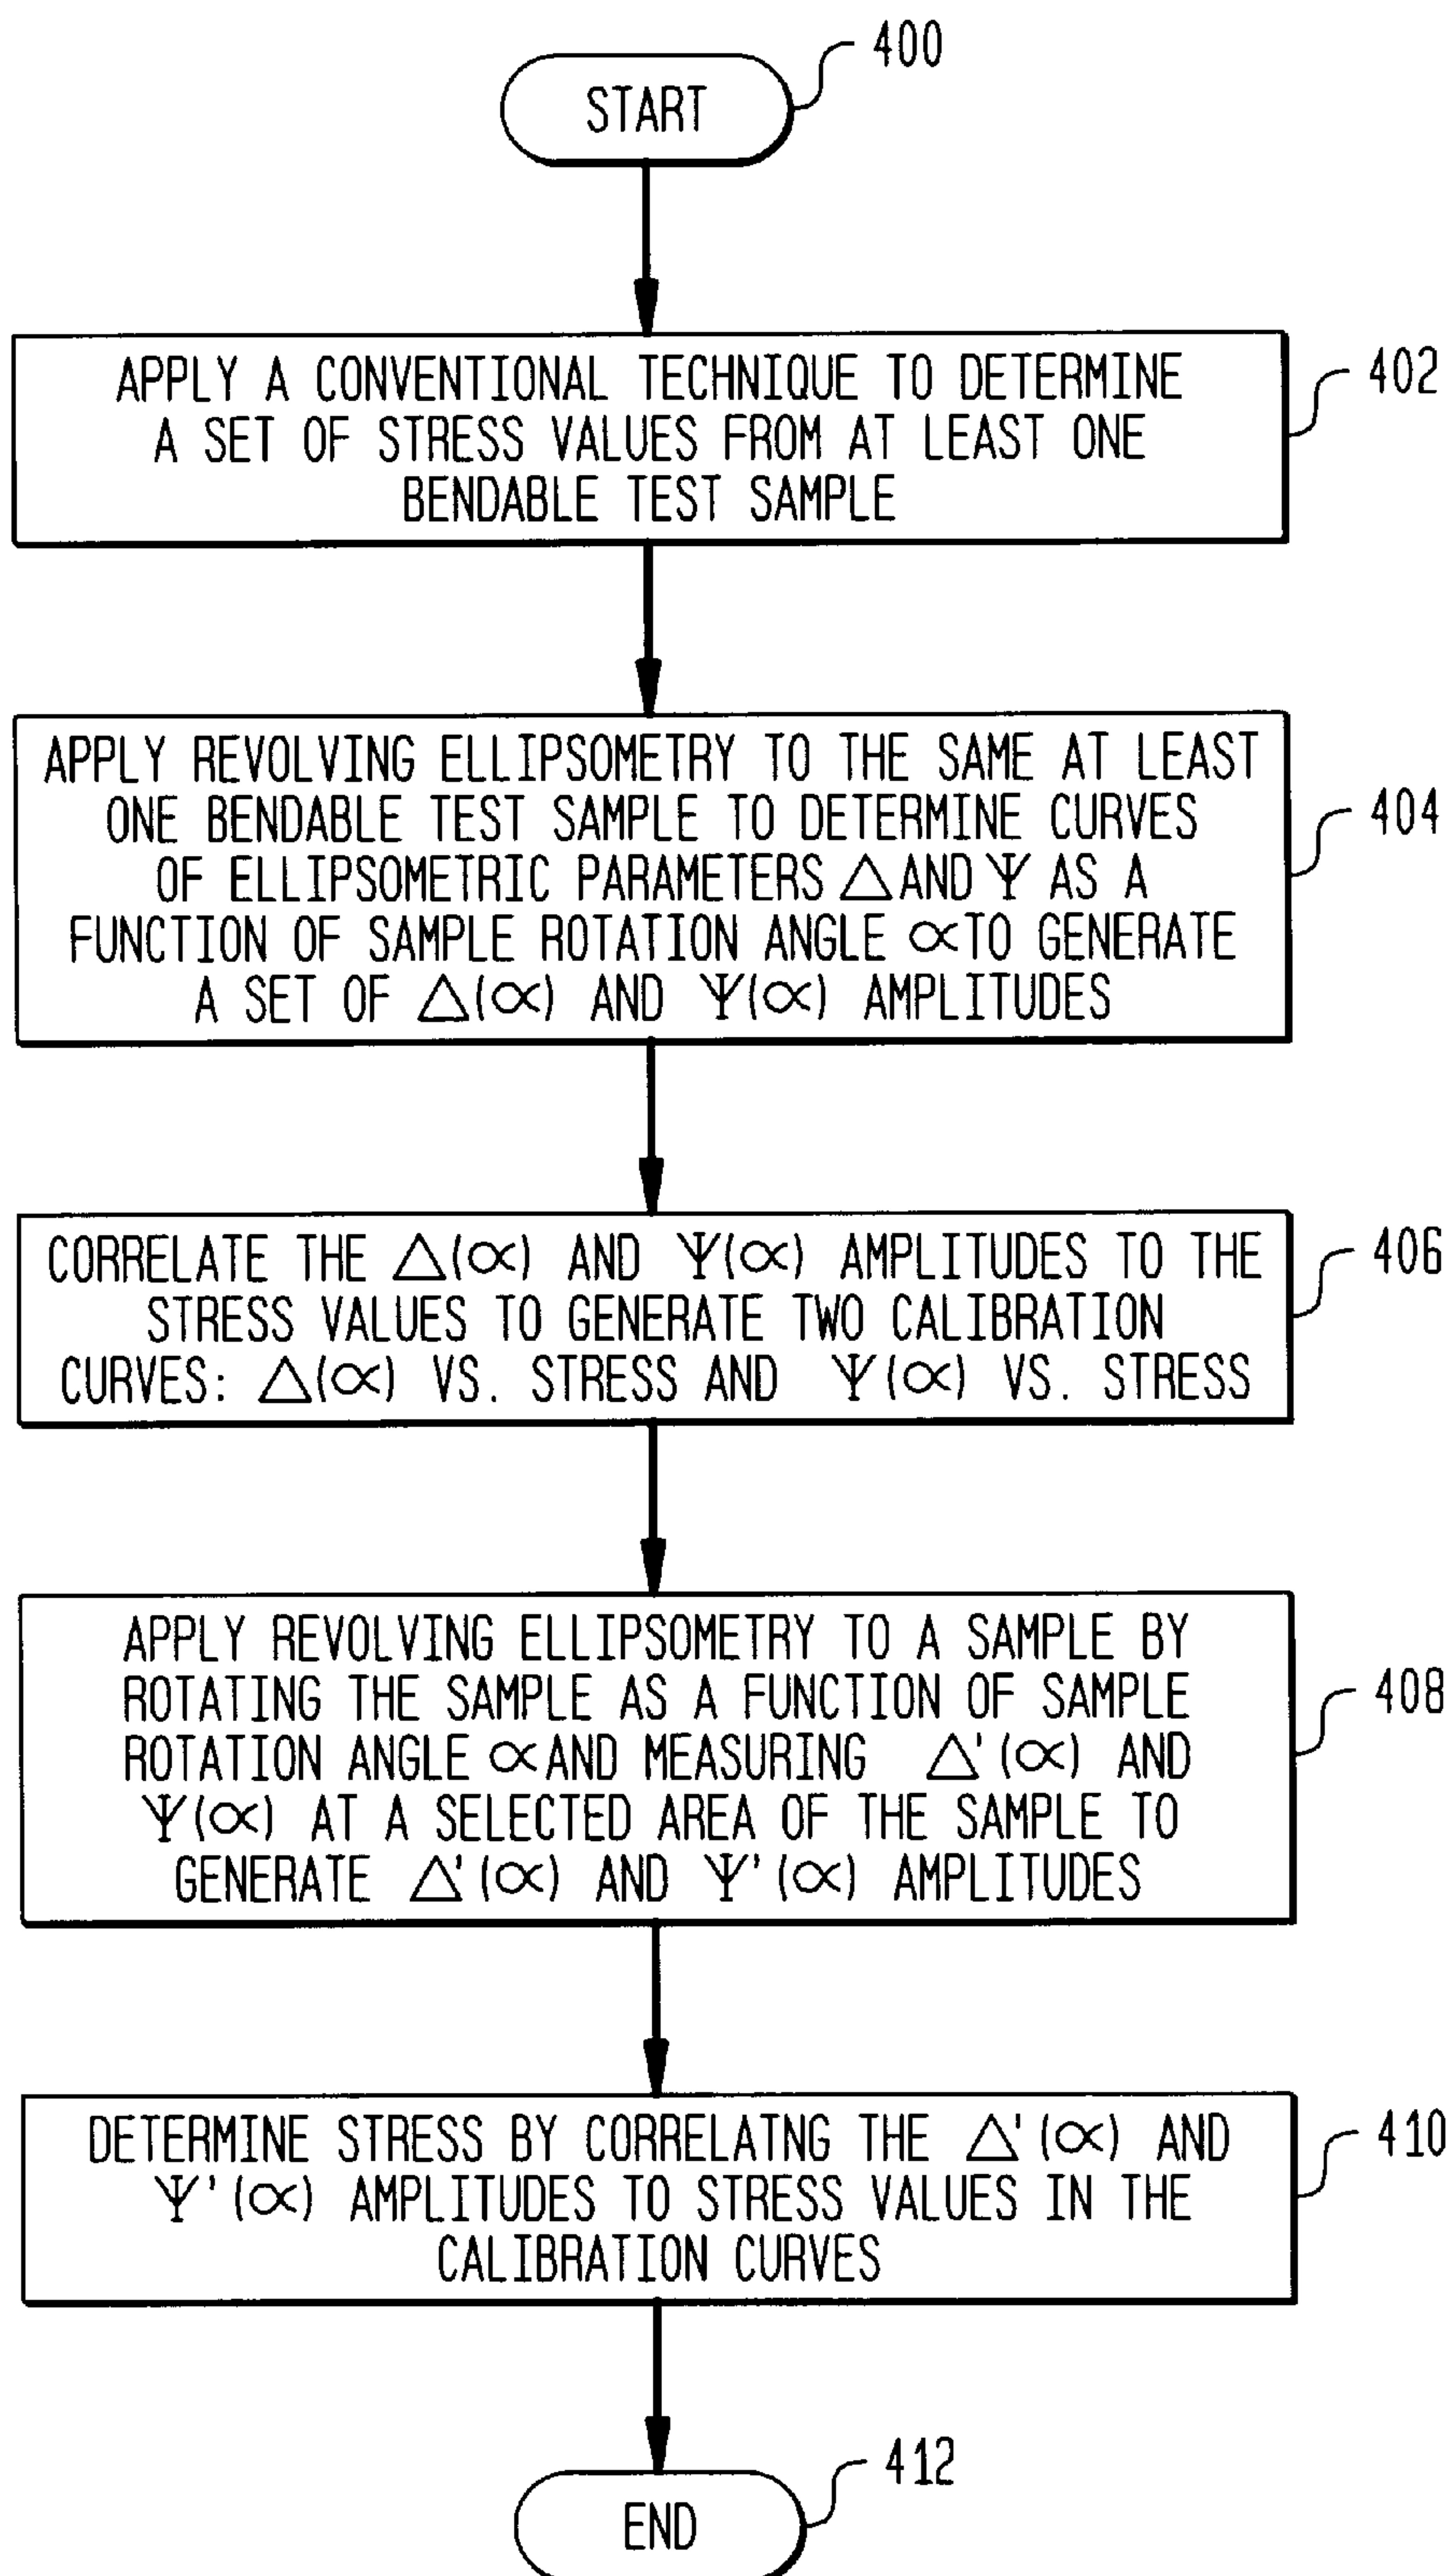 400
START
402
APPLY A CONVENTIONAL TECHNIQUE TO DETERMINE
A SET OF STRESS VALUES FROM AT LEAST ONE
BENDABLE TEST SAMPLE
404
APPLY REVOLVING ELLIPSOMETRY TO THE SAME AT LEAST
ONE BENDABLE TEST SAMPLE TO DETERMINE CURVES
OF ELLIPSOMETRIC PARAMETERS Δ AND Ψ AS A
FUNCTION OF SAMPLE ROTATION ANGLE ∝ TO GENERATE
A SET OF Δ(∝) AND Ψ(∝) AMPLITUDES
406
CORRELATE THE Δ(∝) AND Ψ(∝) AMPLITUDES TO THE
STRESS VALUES TO GENERATE TWO CALIBRATION
CURVES: Δ(∝) VS. STRESS AND Ψ(∝) VS. STRESS
408
APPLY REVOLVING ELLIPSOMETRY TO A SAMPLE BY
ROTATING THE SAMPLE AS A FUNCTION OF SAMPLE
ROTATION ANGLE ∝ AND MEASURING Δ'(∝) AND
Ψ(∝) AT A SELECTED AREA OF THE SAMPLE TO
GENERATE Δ'(∝) AND Ψ'(∝) AMPLITUDES
410
DETERMINE STRESS BY CORRELATNG THE Δ'(∝) AND
Ψ'(∝) AMPLITUDES TO STRESS VALUES IN THE
CALIBRATION CURVES
412
END